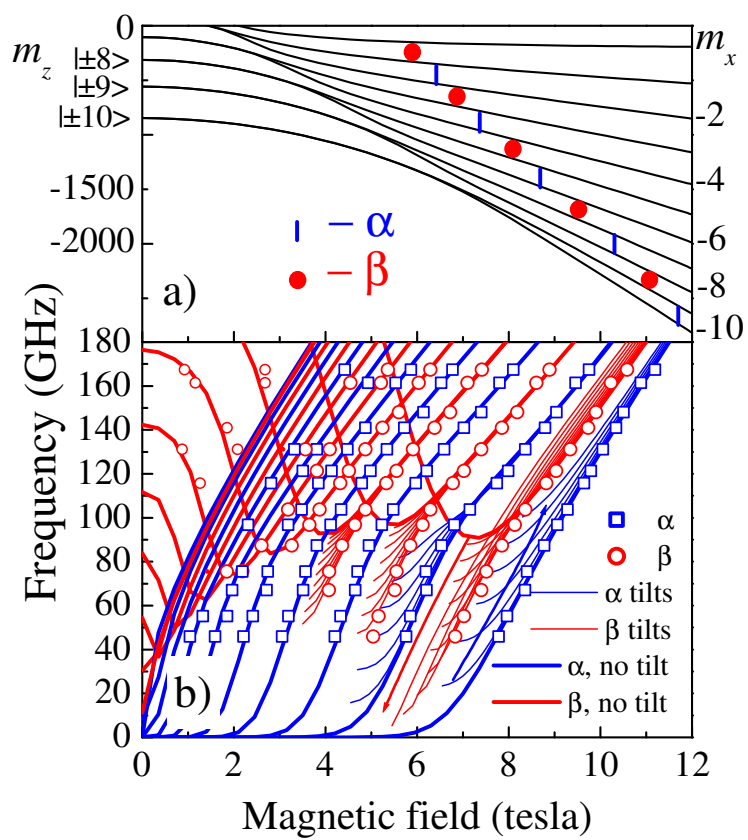 0
m_z
m_x
|±8>
|±9>
-2
|±10>
-4
-1500
-6
– α
-2000
-8
– β
a)
-10
180
160
140
120
100
80
60
40
20
0
Frequency (GHz)
α
β
α tilts
β tilts
α, no tilt
β, no tilt
b)
0 2 4 6 8 10 12
Magnetic field (tesla)